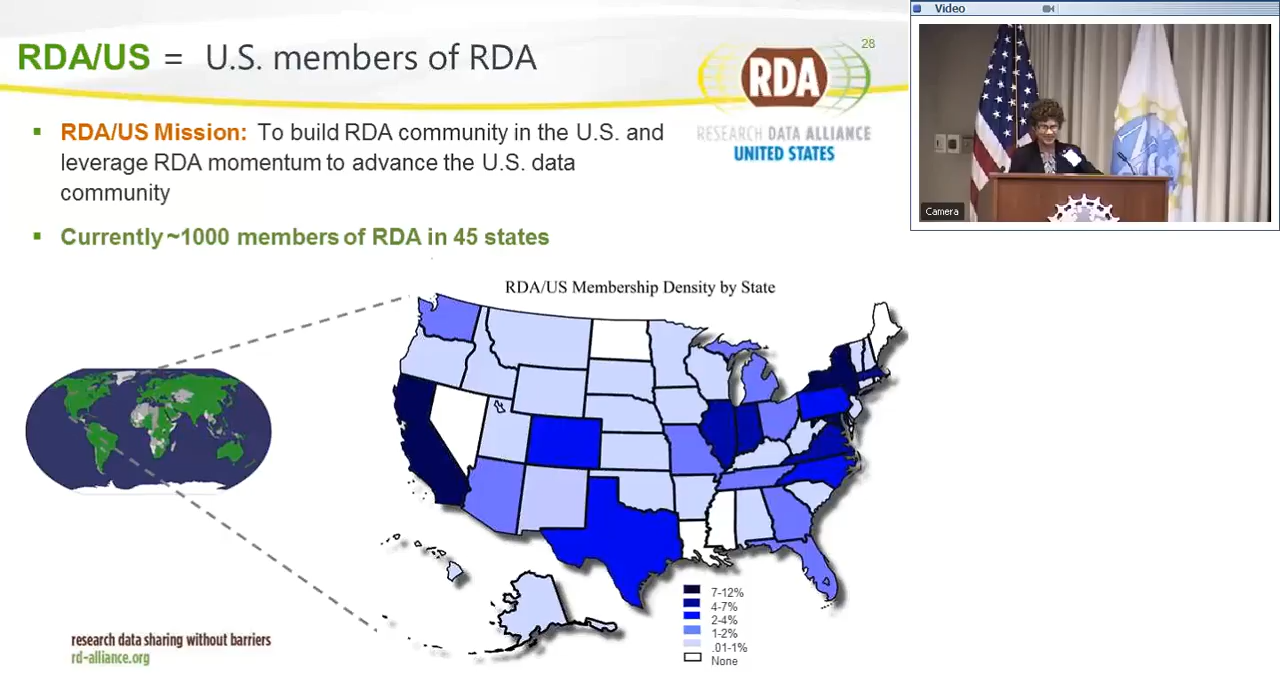 Video
RDA/US = U.S. members of RDA
28
RDA
RESEARCH DATA ALLIANCE
UNITED STATES
▪ RDA/US Mission: To build RDA community in the U.S. and
leverage RDA momentum to advance the U.S. data
community
▪ Currently ~1000 members of RDA in 45 states
Camera
RDA/US Membership Density by State
7-12%
4-7%
2-4%
1-2%
.01-1%
None
research data sharing without barriers
rd-alliance.org